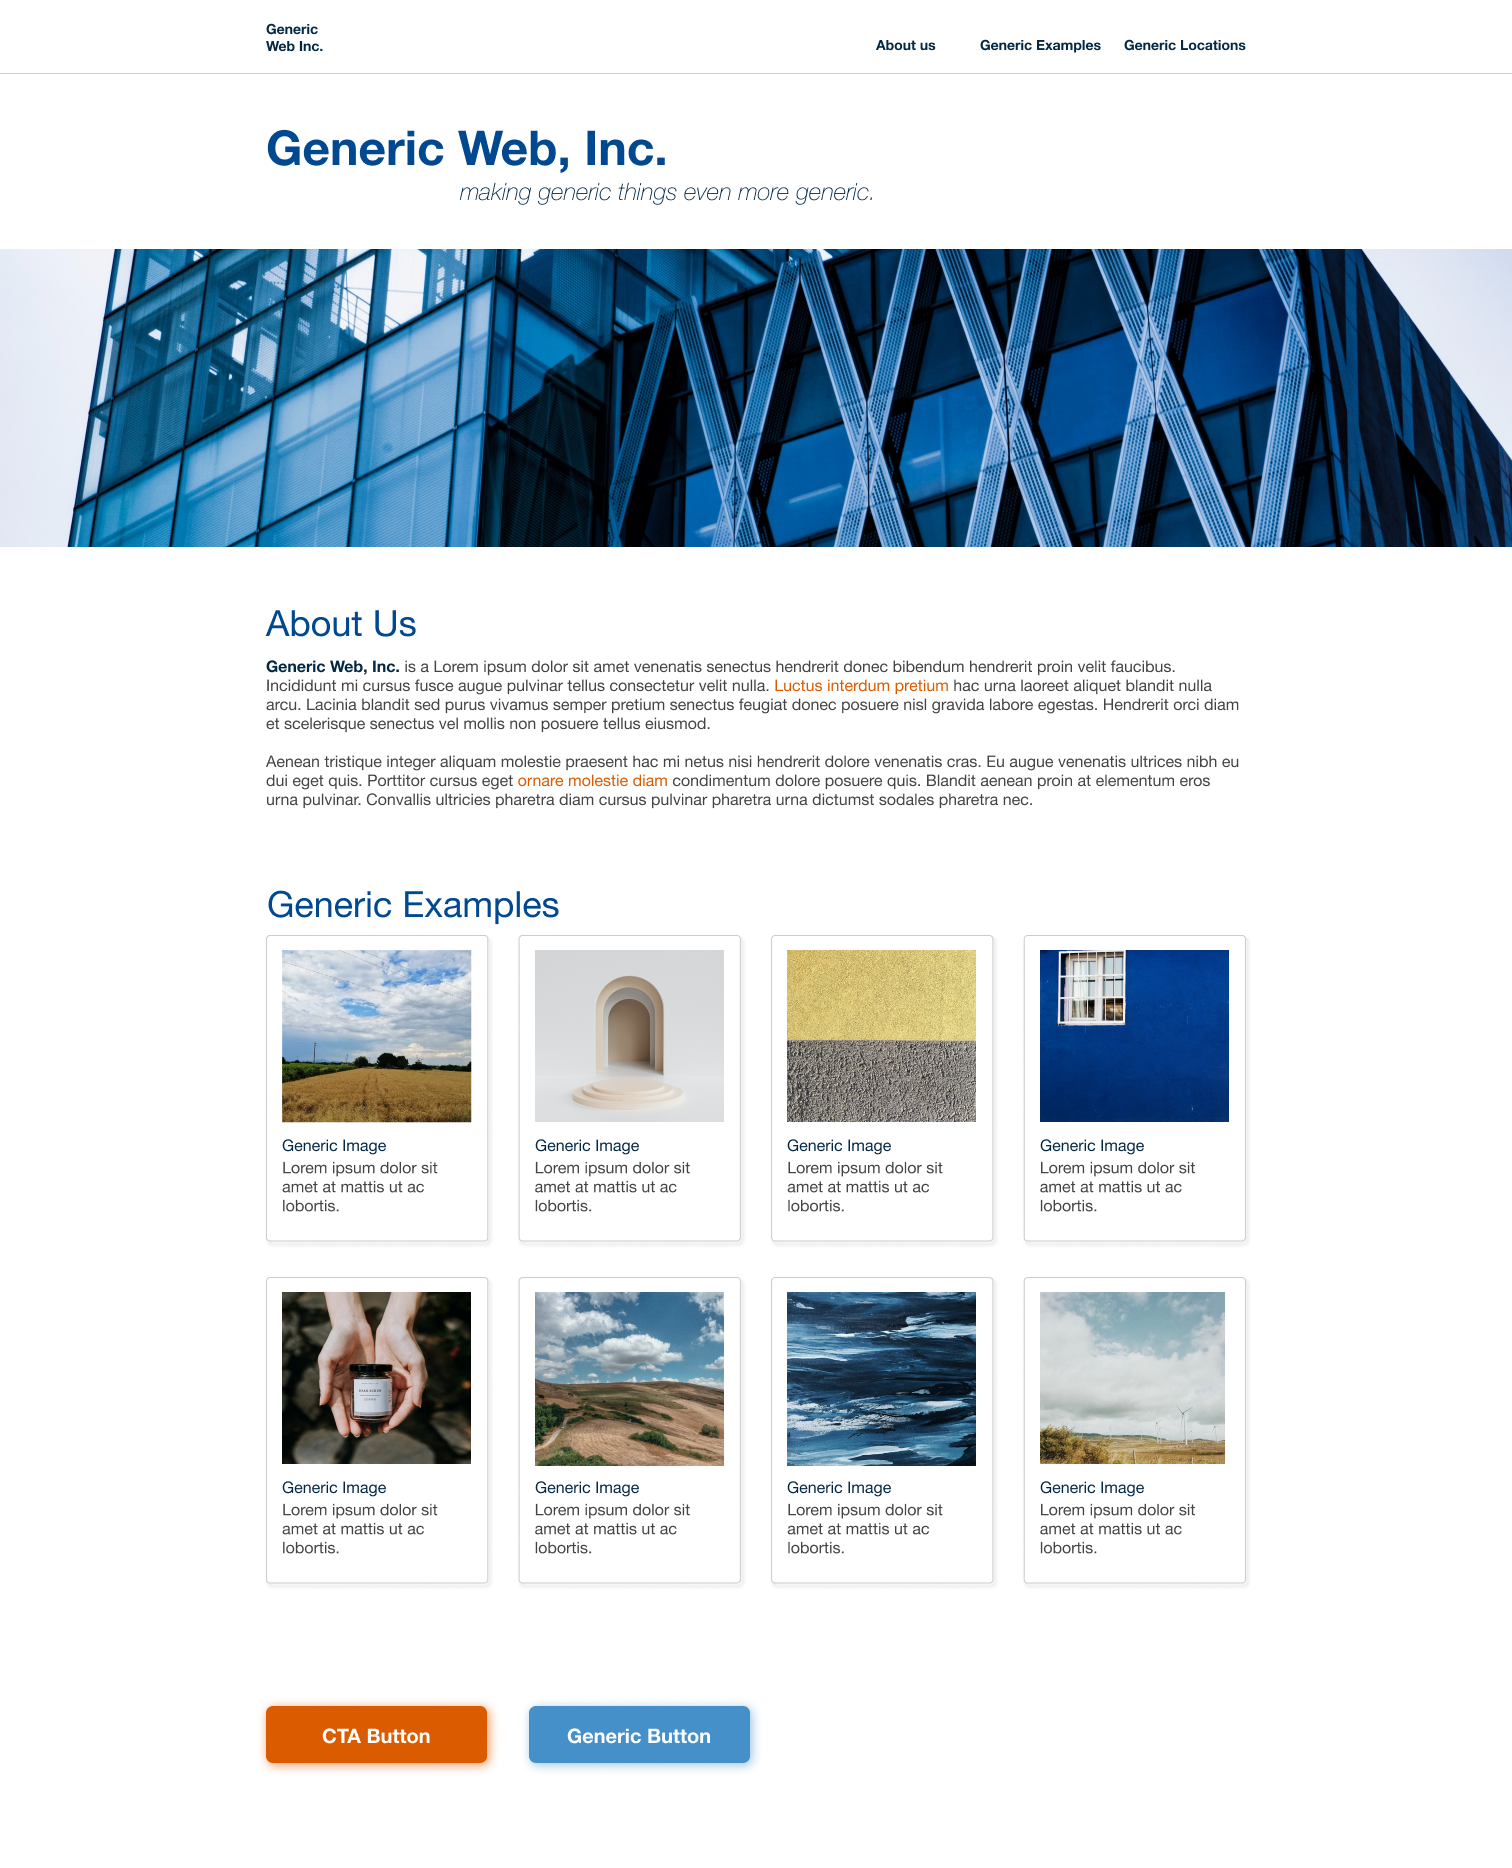 Generic
Web Inc.
About us
Generic Examples
Generic Locations
Generic Web, Inc.
making generic things even more generic.
About Us
Generic Web, Inc. is a Lorem ipsum dolor sit amet venenatis senectus hendrerit donec bibendum hendrerit proin velit faucibus.
Incididunt mi cursus fusce augue pulvinar tellus consectetur velit nulla. Luctus interdum pretium hac urna laoreet aliquet blandit nulla
arcu. Lacinia blandit sed purus vivamus semper pretium senectus feugiat donec posuere nisl gravida labore egestas. Hendrerit orci diam
et scelerisque senectus vel mollis non posuere tellus eiusmod.
Aenean tristique integer aliquam molestie praesent hac mi netus nisi hendrerit dolore venenatis cras. Eu augue venenatis ultrices nibh eu
dui eget quis. Porttitor cursus eget ornare molestie diam condimentum dolore posuere quis. Blandit aenean proin at elementum eros
urna pulvinar. Convallis ultricies pharetra diam cursus pulvinar pharetra urna dictumst sodales pharetra nec.
Generic Examples
Generic Image
Lorem ipsum dolor sit
amet at mattis ut ac
lobortis.
Generic Image
Lorem ipsum dolor sit
amet at mattis ut ac
lobortis.
Generic Image
Lorem ipsum dolor sit
amet at mattis ut ac
lobortis.
Generic Image
Lorem ipsum dolor sit
amet at mattis ut ac
lobortis.
Generic Image
Lorem ipsum dolor sit
amet at mattis ut ac
lobortis.
Generic Image
Lorem ipsum dolor sit
amet at mattis ut ac
lobortis.
Generic Image
Lorem ipsum dolor sit
amet at mattis ut ac
lobortis.
Generic Image
Lorem ipsum dolor sit
amet at mattis ut ac
lobortis.
CTA Button
Generic Button